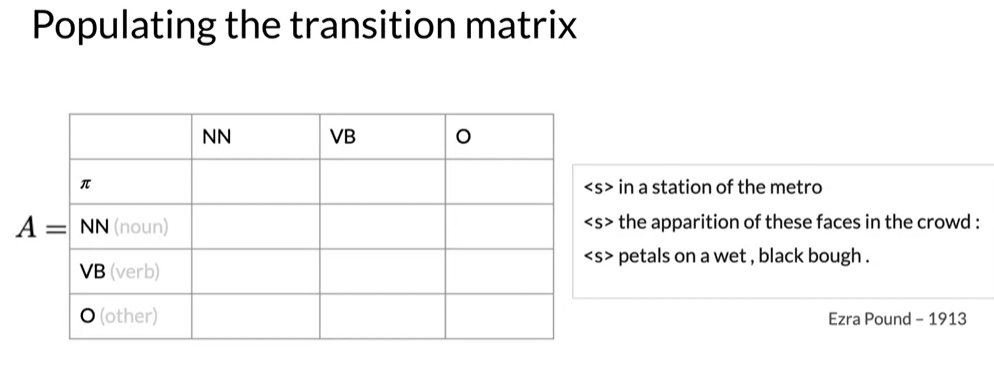 Populating the transition matrix
NN VB O
π
A = NN (noun)
VB (verb)
O (other)
<s> in a station of the metro
<s> the apparition of these faces in the crowd :
<s> petals on a wet , black bough .
Ezra Pound – 1913